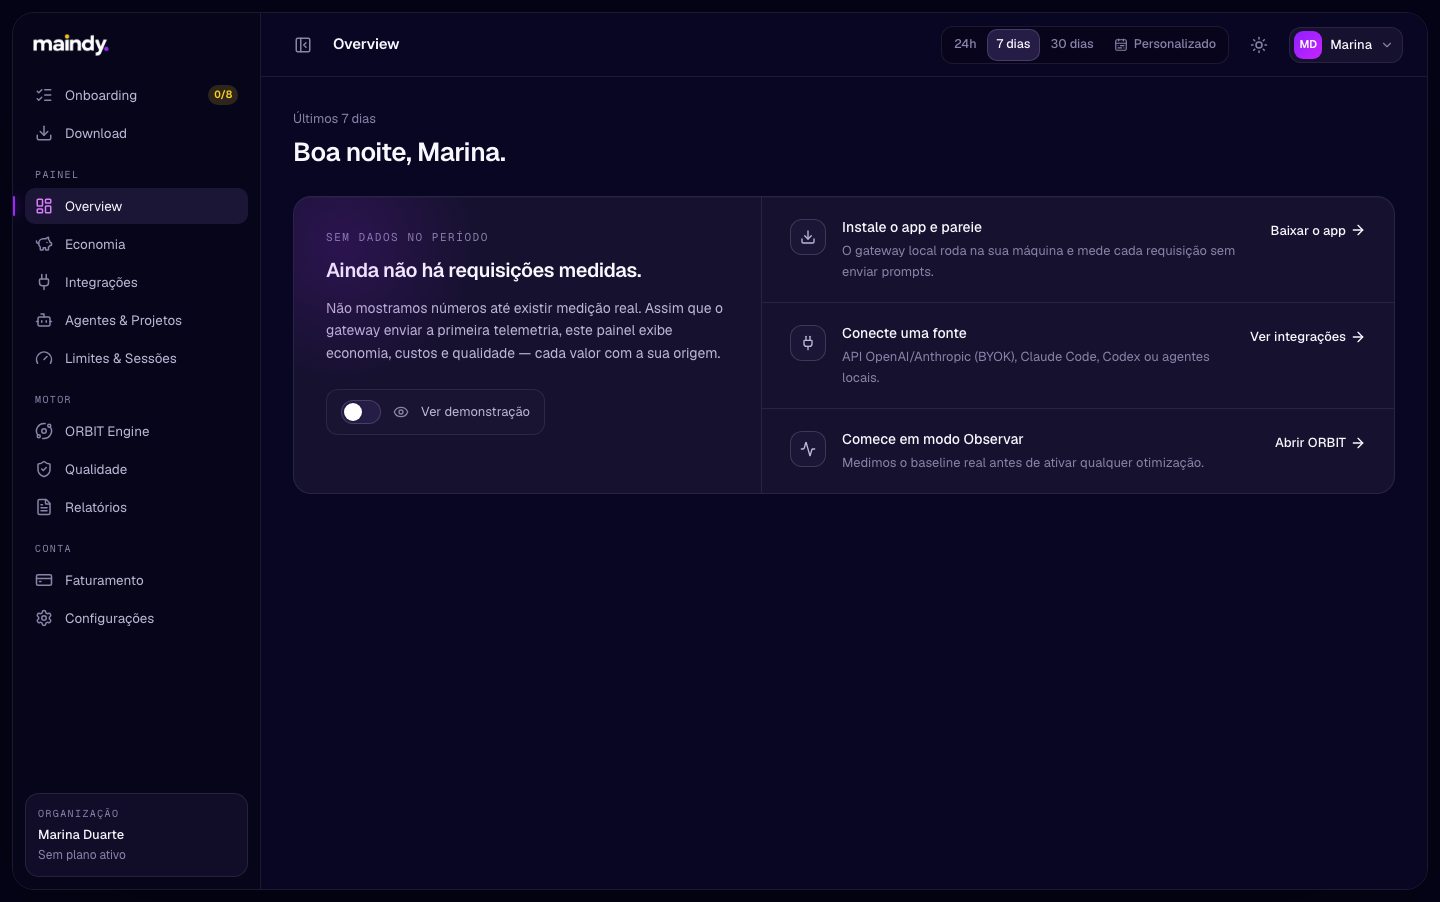 maindy.
Onboarding
0/8
Download
PAINEL
Overview
Economia
Integrações
Agentes & Projetos
Limites & Sessões
MOTOR
ORBIT Engine
Qualidade
Relatórios
CONTA
Faturamento
Configurações
ORGANIZAÇÃO
Marina Duarte
Sem plano ativo
Overview
24h
7 dias
30 dias
Personalizado
MD
Marina
Últimos 7 dias
Boa noite, Marina.
SEM DADOS NO PERÍODO
Ainda não há requisições medidas.
Não mostramos números até existir medição real. Assim que o
gateway enviar a primeira telemetria, este painel exibe
economia, custos e qualidade — cada valor com a sua origem.
Ver demonstração
Instale o app e pareie
O gateway local roda na sua máquina e mede cada requisição sem
enviar prompts.
Baixar o app
Conecte uma fonte
API OpenAI/Anthropic (BYOK), Claude Code, Codex ou agentes
locais.
Ver integrações
Comece em modo Observar
Medimos o baseline real antes de ativar qualquer otimização.
Abrir ORBIT